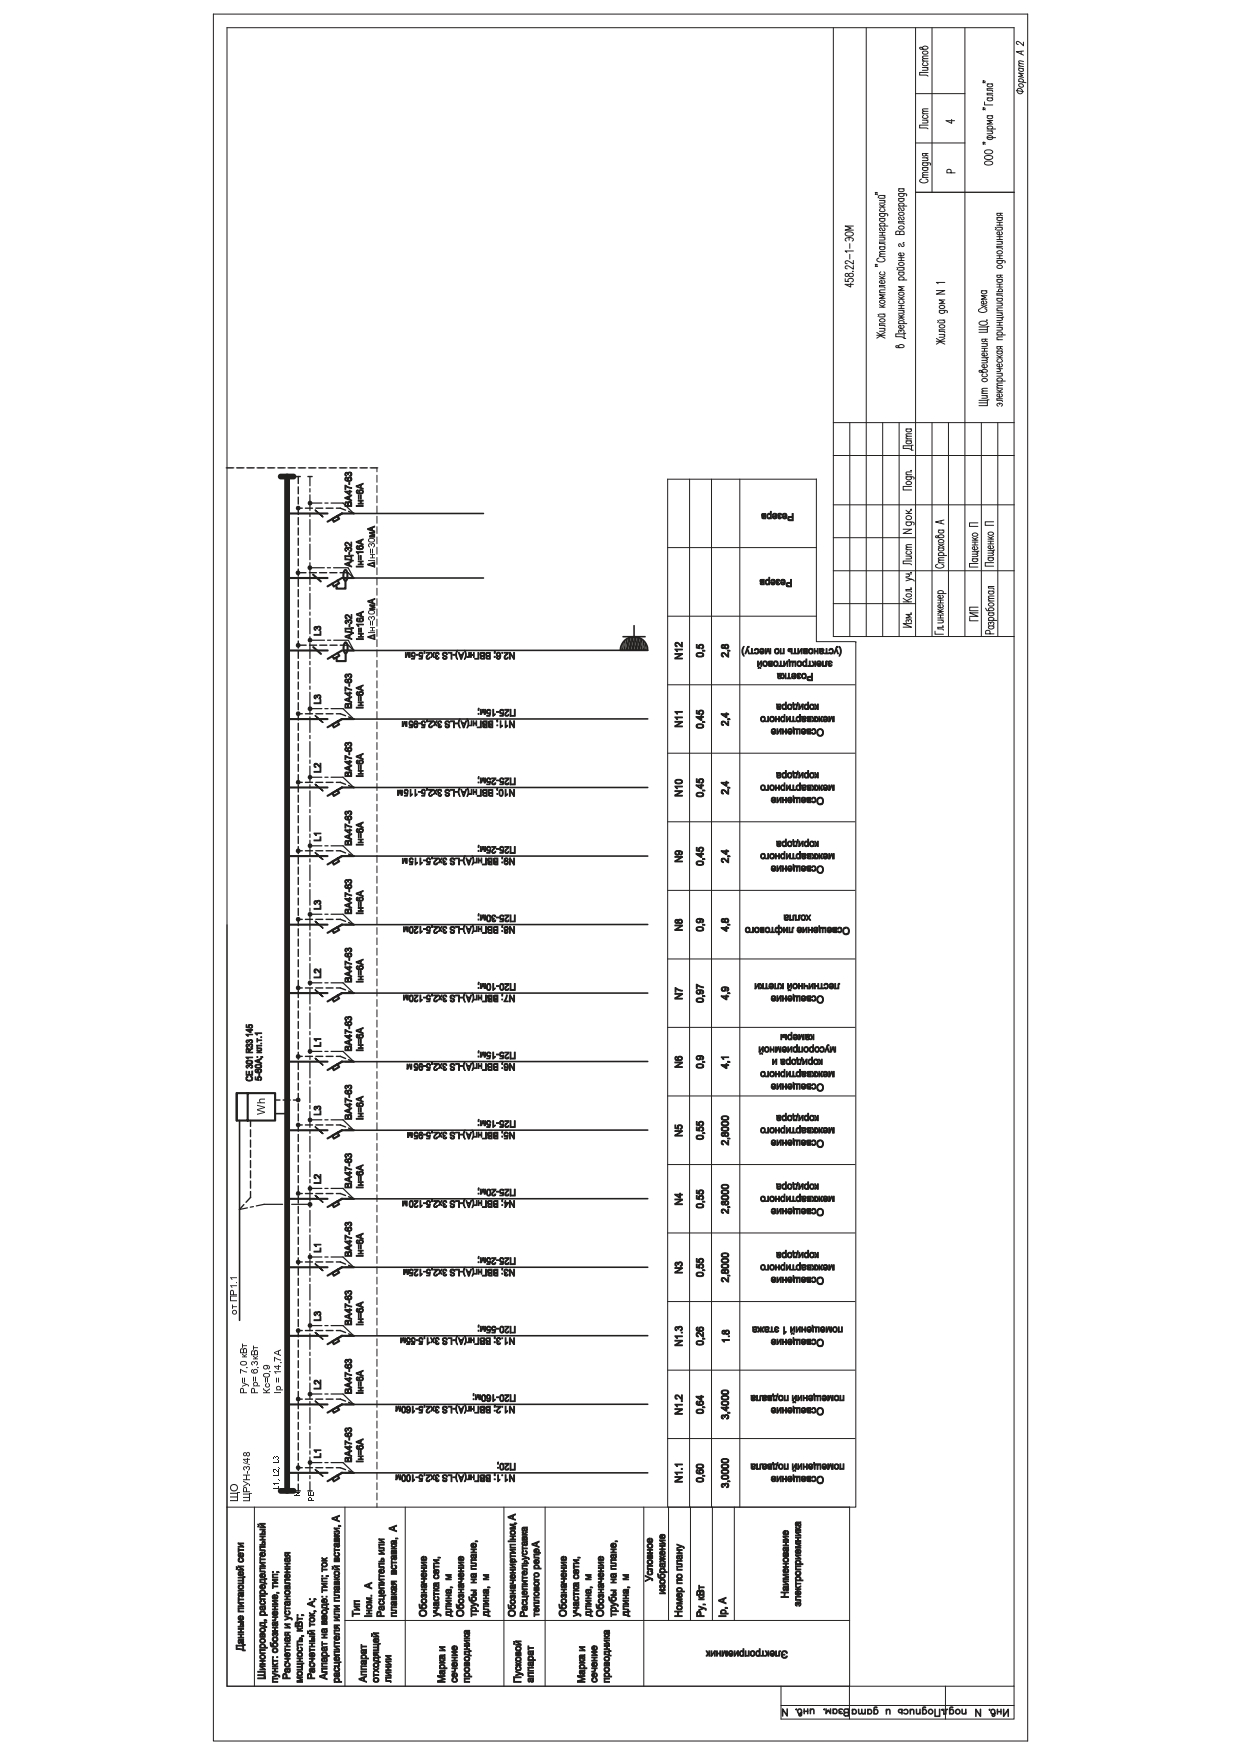 Данные питающей сети
Шинопровод, распределительный
пункт: обозначение, тип;
Расчетная и установленная
мощность, кВт;
Расчетный ток, А;
Аппарат на вводе: тип; ток
расцепителя или плавкой вставки, А
Аппарат
отходящей
линии
Тип
Iном. А
Расцепитель или
плавкая вставка, А
Марка и
сечение
проводника
Обозначение
участка сети,
длина, м
Обозначение
трубы на плане,
длина, м
Пусковой
аппарат
Обозначение;тип;Iном, А
Расцепитель;уставка
теплового реле,А
Марка и
сечение
проводника
Обозначение
участка сети,
длина, м
Обозначение
трубы на плане,
длина, м
Электроприемник
Условное
изображение
Номер по плану
Ру, кВт
Iр, А
Наименование
электроприемника
ЩО
ЩРУН-3/48
Ру= 7,0 кВт
Рр= 6,3кВт
Кс=0,9
Iр = 14,7А
от ПР1.1
Wh
СЕ 301 R33 145
5-60А; кл.т.1
L1, L2, L3
N
PE
L1
ВА47-63
Iн=6А
L2
ВА47-63
Iн=6А
L3
ВА47-63
Iн=6А
L1
ВА47-63
Iн=6А
L2
ВА47-63
Iн=6А
L3
ВА47-63
Iн=6А
L1
ВА47-63
Iн=6А
L2
ВА47-63
Iн=6А
L3
ВА47-63
Iн=6А
L1
ВА47-63
Iн=6А
L2
ВА47-63
Iн=6А
L3
ВА47-63
Iн=6А
L3
АД-32
Iн=16А
Δiн=30мА
АД-32
Iн=16А
Δiн=30мА
ВА47-63
Iн=6А
N1.1; ВВГнг(А)-LS 3х2,5-100м
П20;
N1.2; ВВГнг(А)-LS 3х2,5-160м
П20-160м;
N1.3; ВВГнг(А)-LS 3х1,5-55м
П20-55м;
N3; ВВГнг(А)-LS 3х2,5-125м
П25-25м;
N4; ВВГнг(А)-LS 3х2,5-120м
П25-20м;
N5; ВВГнг(А)-LS 3х2,5-95м
П25-15м;
N6; ВВГнг(А)-LS 3х2,5-95м
П25-15м;
N7; ВВГнг(А)-LS 3х2,5-120м
П20-10м;
N8; ВВГнг(А)-LS 3х2,5-120м
П25-30м;
N9; ВВГнг(А)-LS 3х2,5-115м
П25-25м;
N10; ВВГнг(А)-LS 3х2,5-115м
П25-25м;
N11; ВВГнг(А)-LS 3х2,5-95м
П25-15м;
N2.6; ВВГнг(А)-LS 3х2,5-5м
N1.1
N1.2
N1.3
N3
N4
N5
N6
N7
N8
N9
N10
N11
N12
0,60
0,64
0,26
0,55
0,55
0,55
0,9
0,97
0,9
0,45
0,45
0,45
0,5
3,0000
3,4000
1.8
2,8000
2,8000
2,8000
4,1
4,9
4,8
2,4
2,4
2,4
2,8
Освещение
помещений подвала
Освещение
помещений подвала
Освещение
помещений 1 этажа
Освещение
межквартирного
коридора
Освещение
межквартирного
коридора
Освещение
межквартирного
коридора
Освещение
межквартирного
коридора и
мусороприемной
камеры
Освещение
лестничной клетки
Освещение лифтового
холла
Освещение
межквартирного
коридора
Освещение
межквартирного
коридора
Освещение
межквартирного
коридора
Розетка
электрощитовой
(установить по месту)
Резерв
Резерв
Изм. Кол. уч. Лист N док. Подп. Дата
Гл.инженер Страхова А
ГИП Пащенко П
Разработал Пащенко П
458.22-1-ЭОМ
Жилой комплекс "Сталинградский"
в Дзержинском районе г. Волгограда
Жилой дом N 1
Стадия Лист Листов
Р 4
Щит освещения ЩО. Схема
электрическая принципиальная однолинейная
ООО "фирма "Галла"
Формат А 2
Инв. N подл.
Подпись и дата
Взам. инв. N